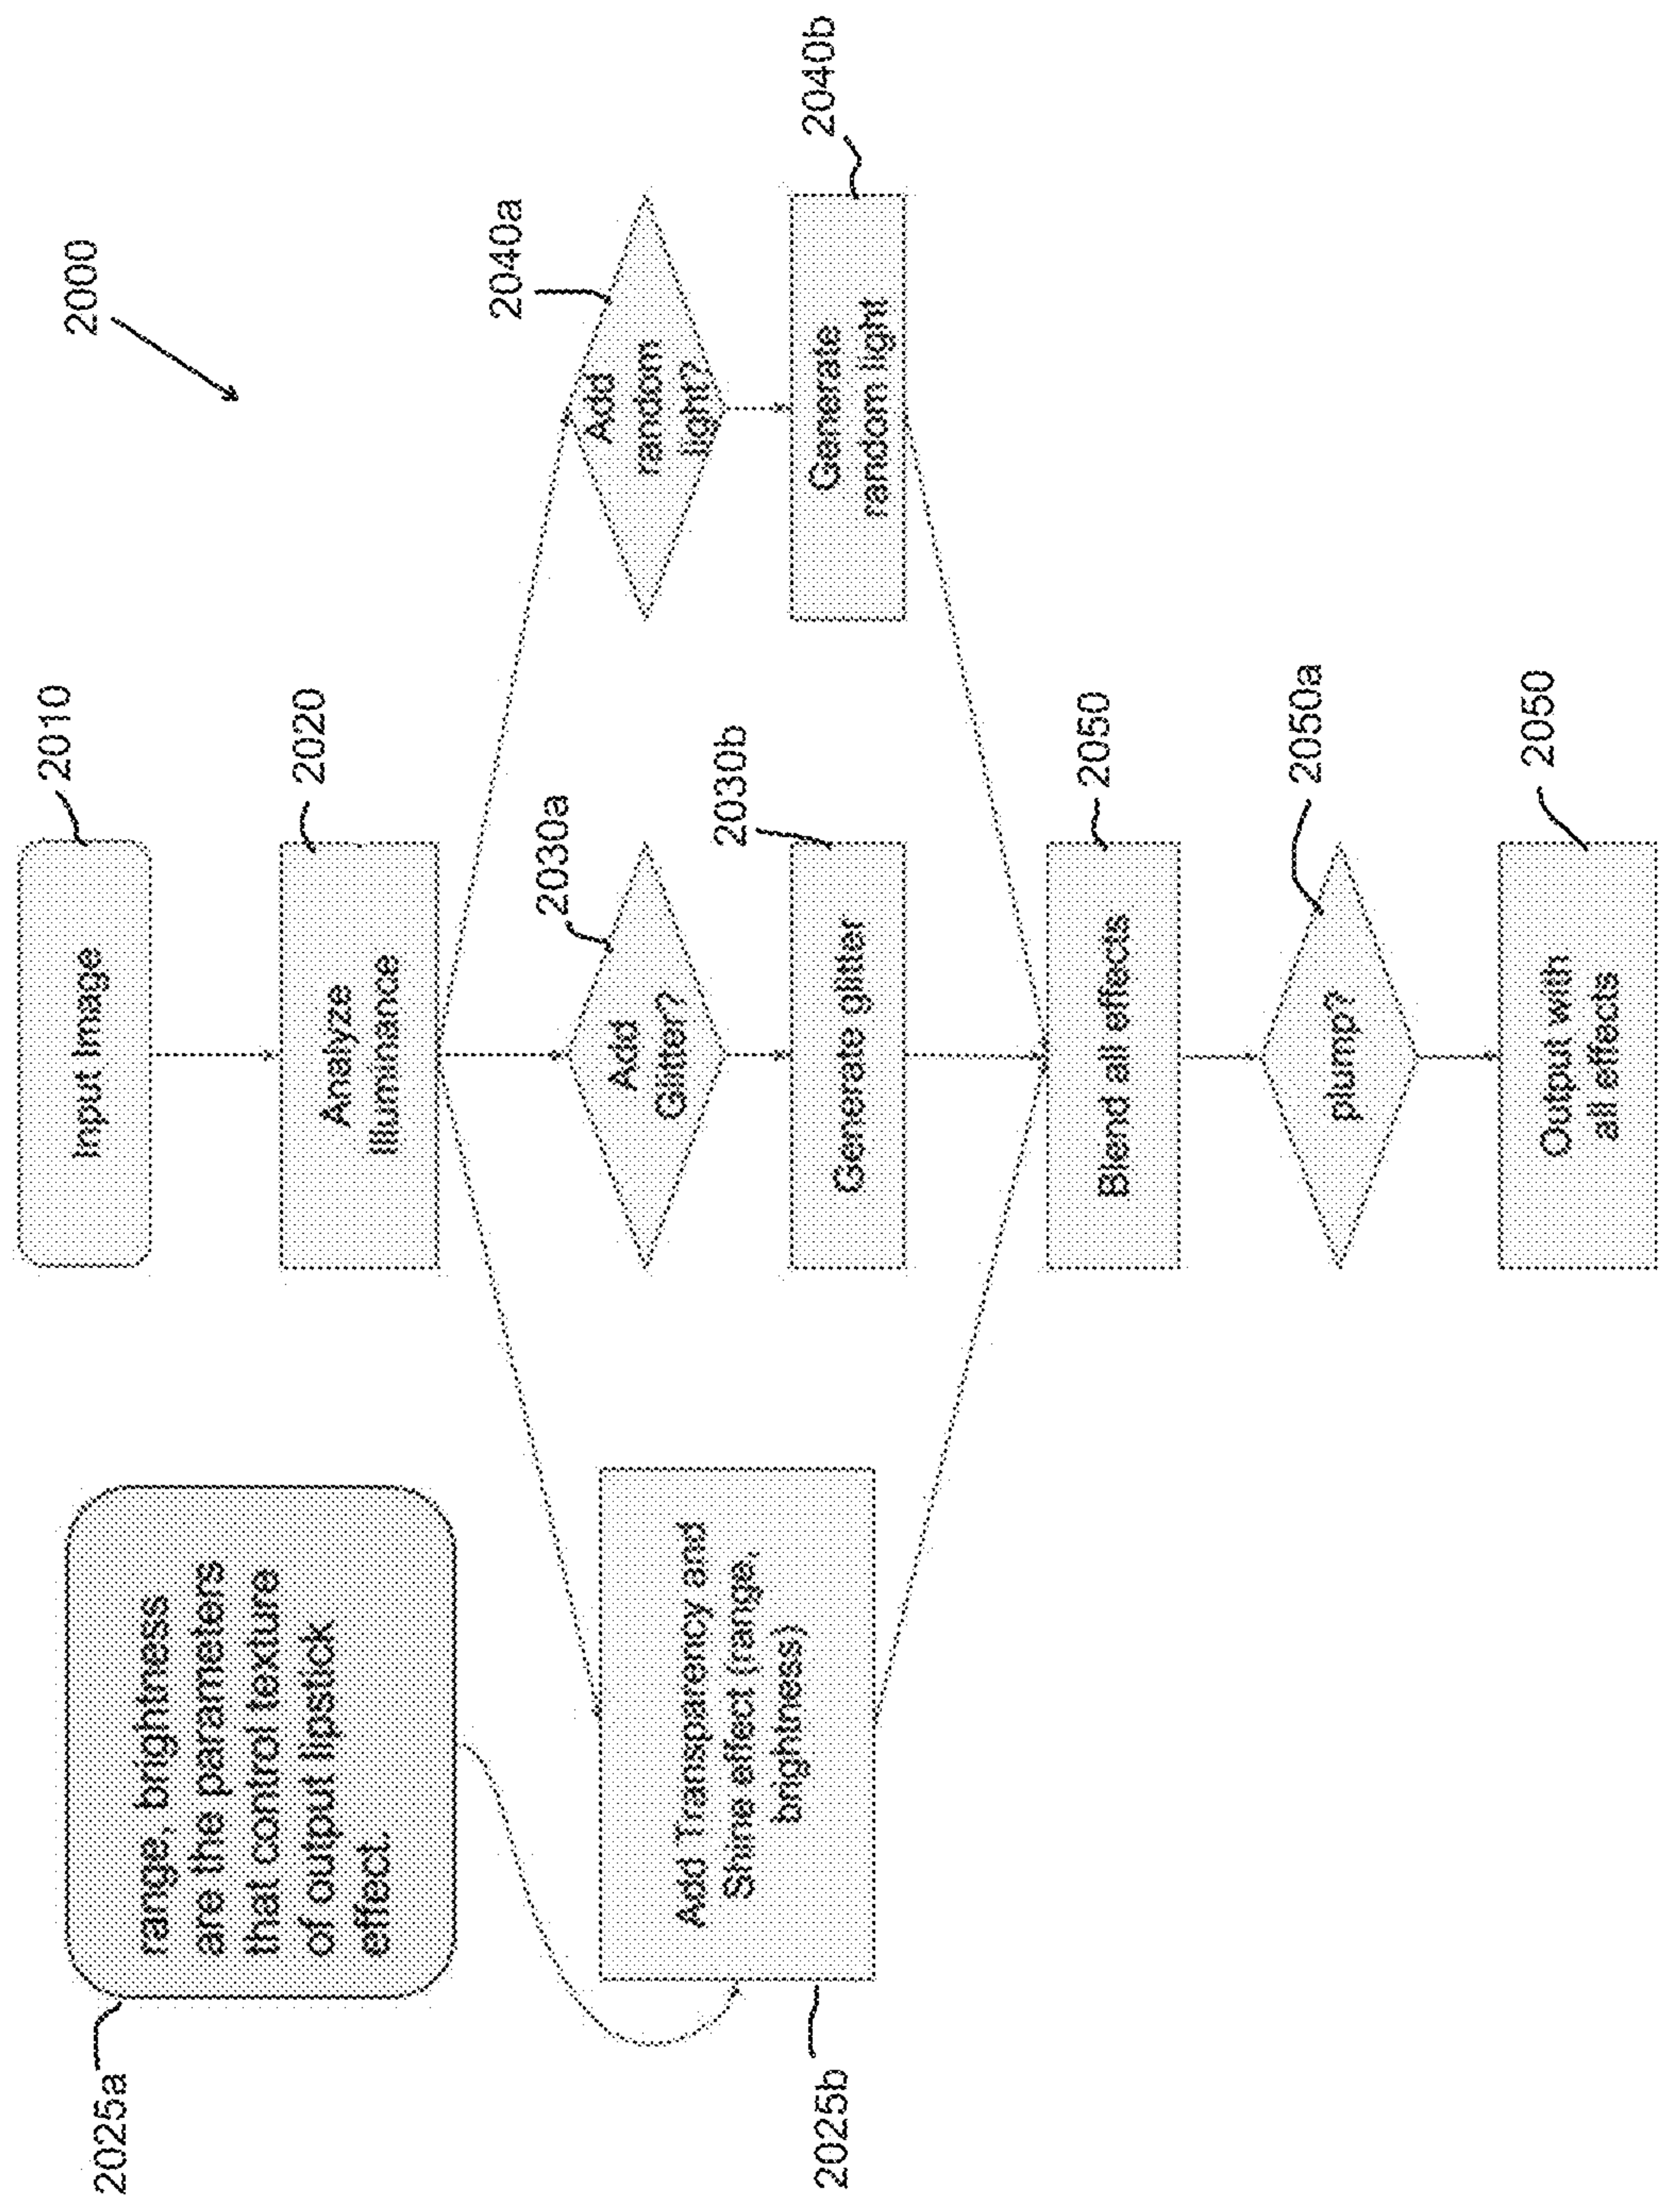 2000
Input Image
2010
Analyze
Illuminance
2020
2025a
range, brightness
are the parameters
that control texture
of output lipstick
effect.
2025b
Add Transparency and
Shine effect (range,
brightness)
Add
Glitter?
2030a
Generate glitter
2030b
Add
random
light?
2040a
Generate
random light
2040b
Blend all effects
2050
plump?
2050a
Output with
all effects
2050